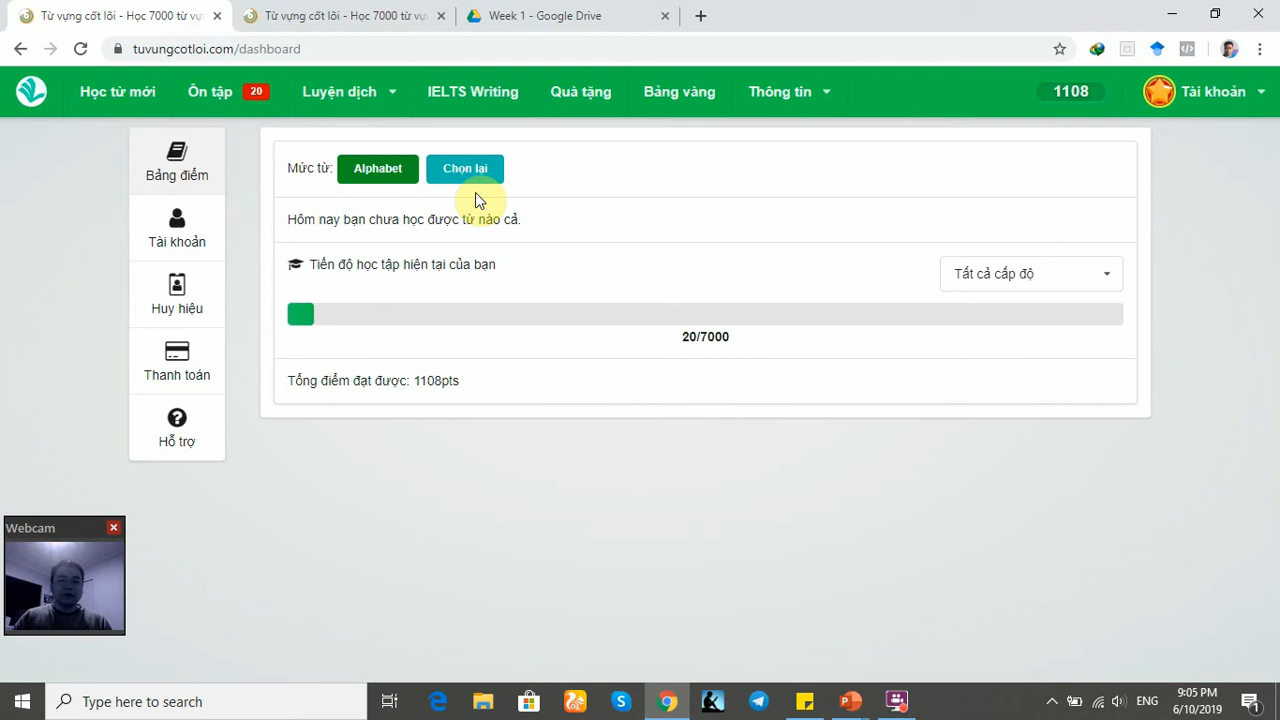 Từ vựng cốt lõi - Học 7000 từ vự
Từ vựng cốt lõi - Học 7000 từ vự
Week 1 - Google Drive
tuvungcotloi.com/dashboard
Học từ mới
Ôn tập 20
Luyện dịch
IELTS Writing
Quà tặng
Bảng vàng
Thông tin
1108
Tài khoản
Bảng điểm
Tài khoản
Huy hiệu
Thanh toán
Hỗ trợ
Mức từ: Alphabet Chọn lại
Hôm nay bạn chưa học được từ nào cả.
Tiến độ học tập hiện tại của bạn
Tất cả cấp độ
20/7000
Tổng điểm đạt được: 1108pts
Webcam
Type here to search
ENG
9:05 PM
6/10/2019
1